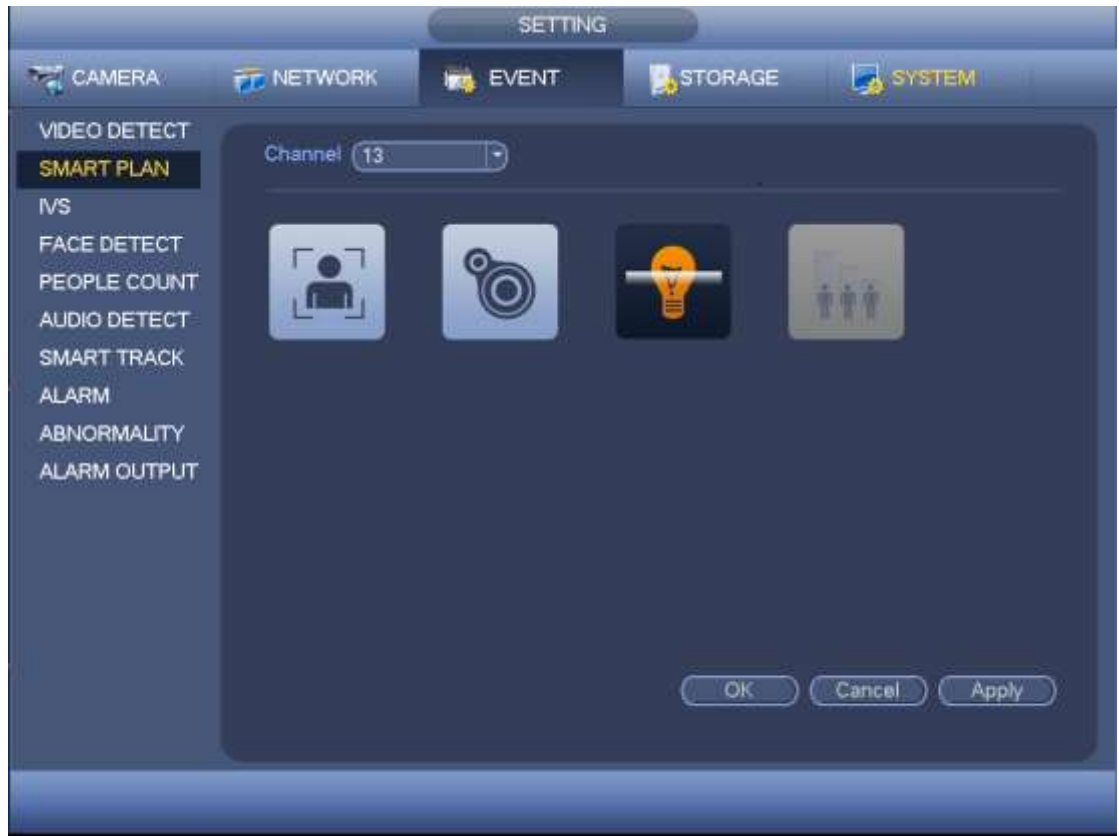 SETTING
CAMERA NETWORK EVENT STORAGE SYSTEM
VIDEO DETECT
SMART PLAN
IVS
FACE DETECT
PEOPLE COUNT
AUDIO DETECT
SMART TRACK
ALARM
ABNORMALITY
ALARM OUTPUT
Channel 13
OK Cancel Apply